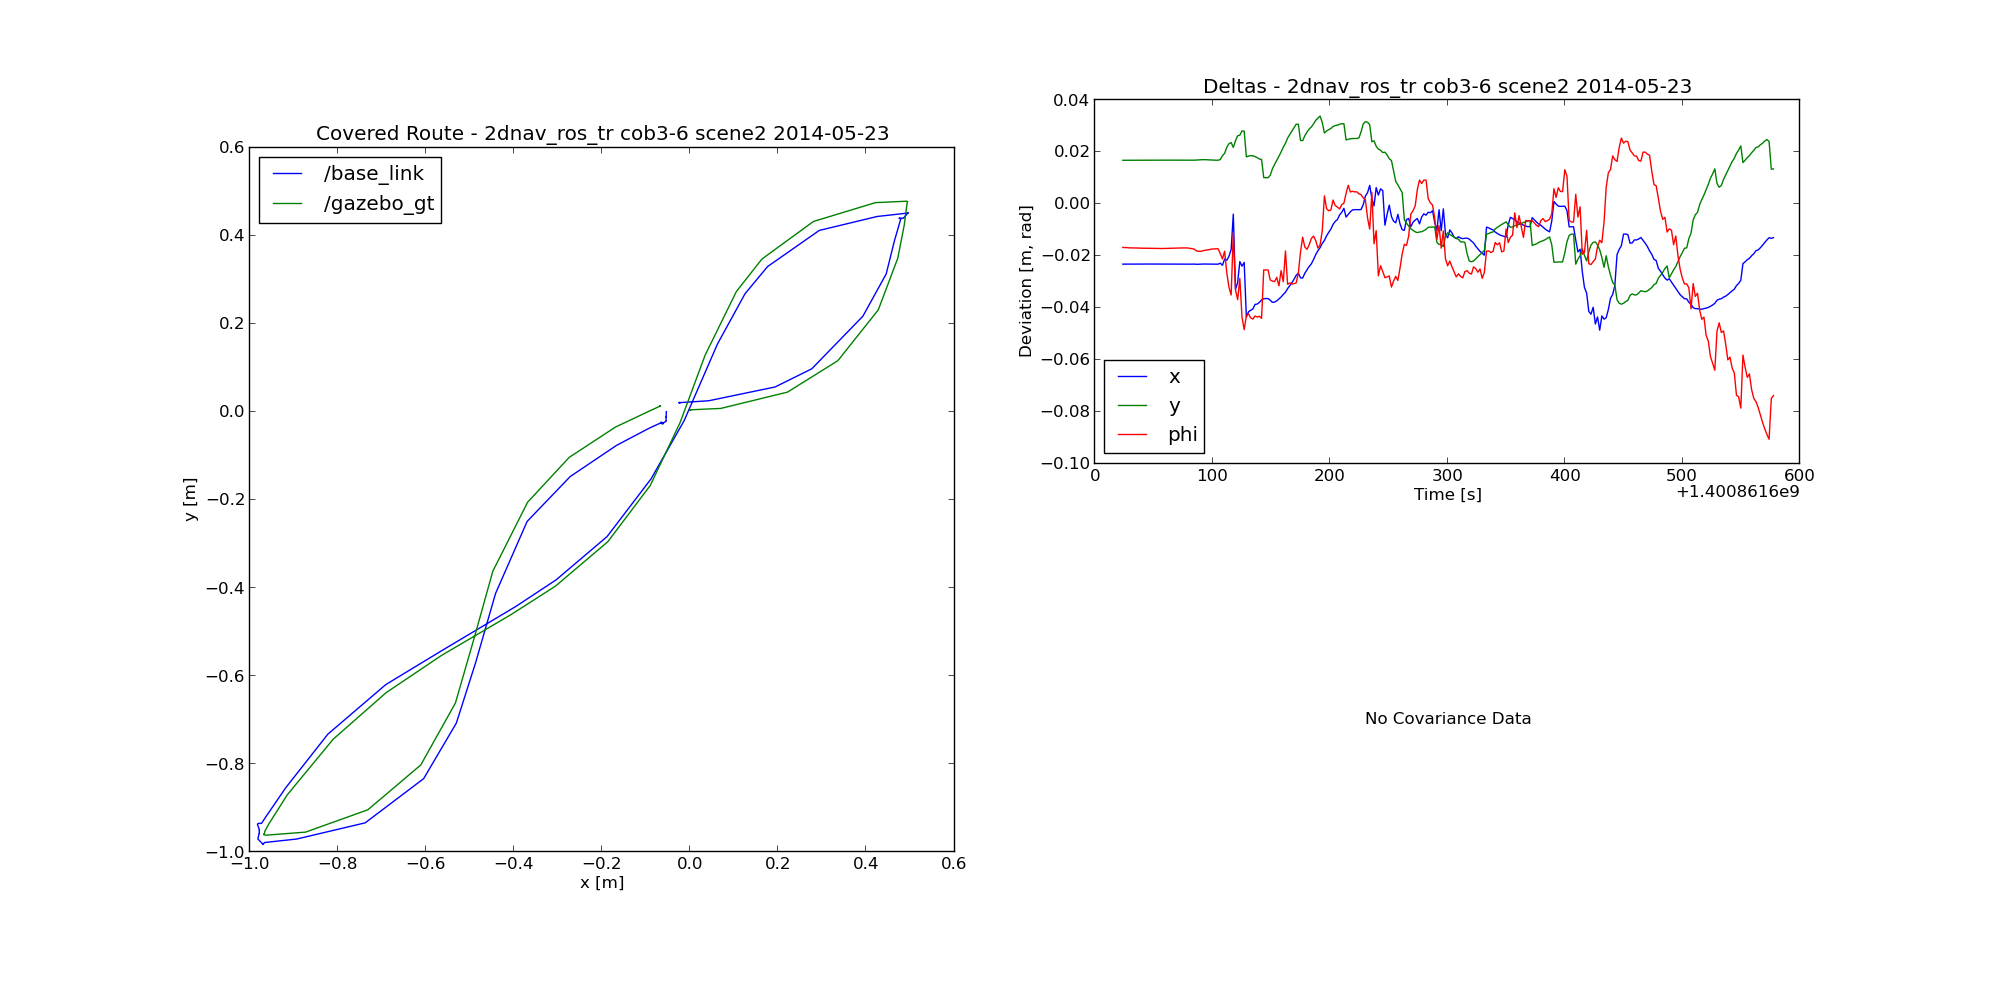 Covered Route - 2dnav_ros_tr cob3-6 scene2 2014-05-23
/base_link
/gazebo_gt
0.6
0.4
0.2
0.0
−0.2
−0.4
−0.6
−0.8
−1.0
y [m]
−1.0 −0.8 −0.6 −0.4 −0.2 0.0 0.2 0.4 0.6
x [m]
Deltas - 2dnav_ros_tr cob3-6 scene2 2014-05-23
0.04
0.02
0.00
−0.02
−0.04
−0.06
−0.08
−0.10
Deviation [m, rad]
x
y
phi
0 100 200 300 400 500 600
Time [s]
+1.4008616e9
No Covariance Data